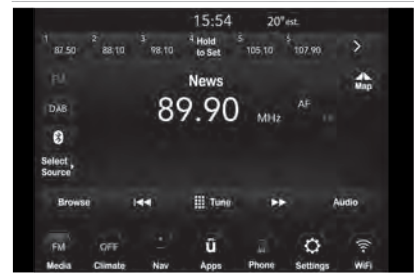 15:54 20° est.
1 2 3 4 Hold to Set 5 6
87.50 88.10 98.10 105.10 107.90
FM News Map
DAB 89.90 MHz AF
Select Source
Browse Tune Audio
FM OFF ü
Media Climate Nav Apps Phone Settings WiFi